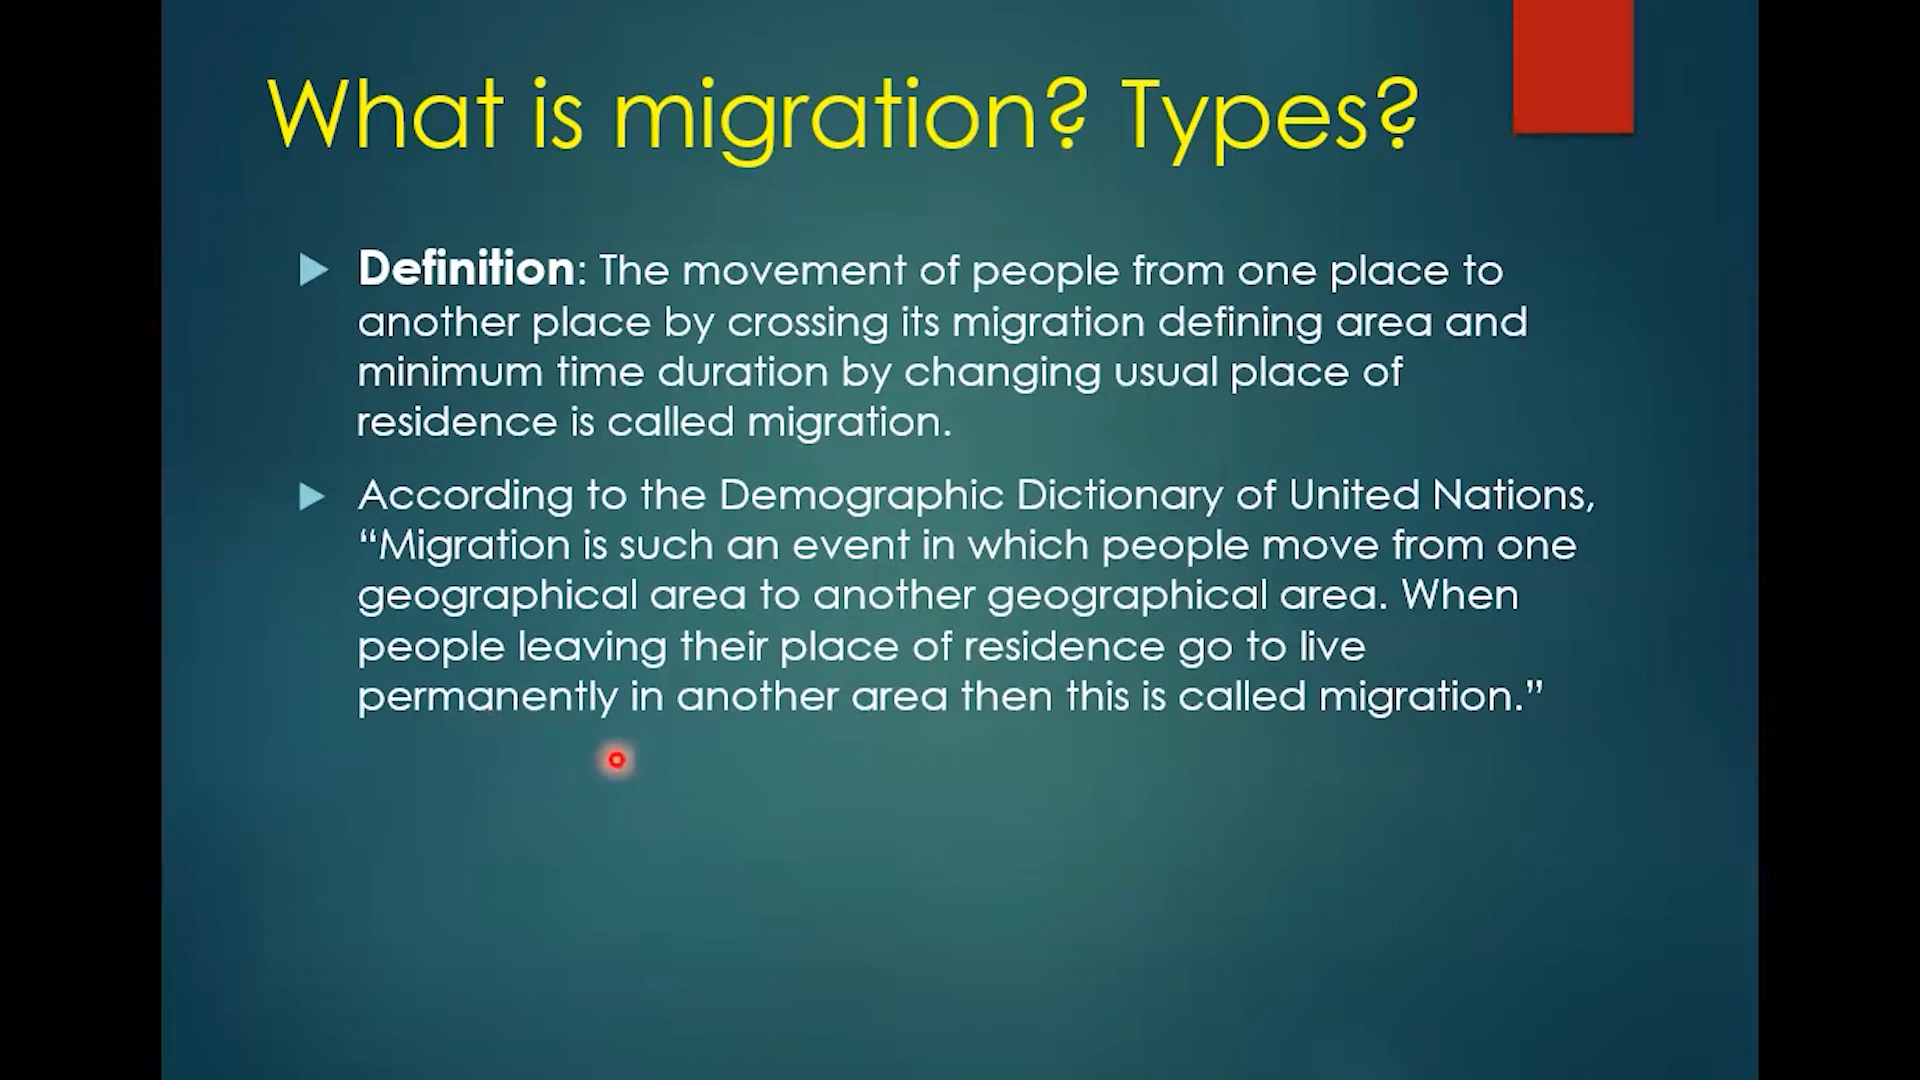 What is migration? Types?
Definition: The movement of people from one place to
another place by crossing its migration defining area and
minimum time duration by changing usual place of
residence is called migration.
According to the Demographic Dictionary of United Nations,
“Migration is such an event in which people move from one
geographical area to another geographical area. When
people leaving their place of residence go to live
permanently in another area then this is called migration.”